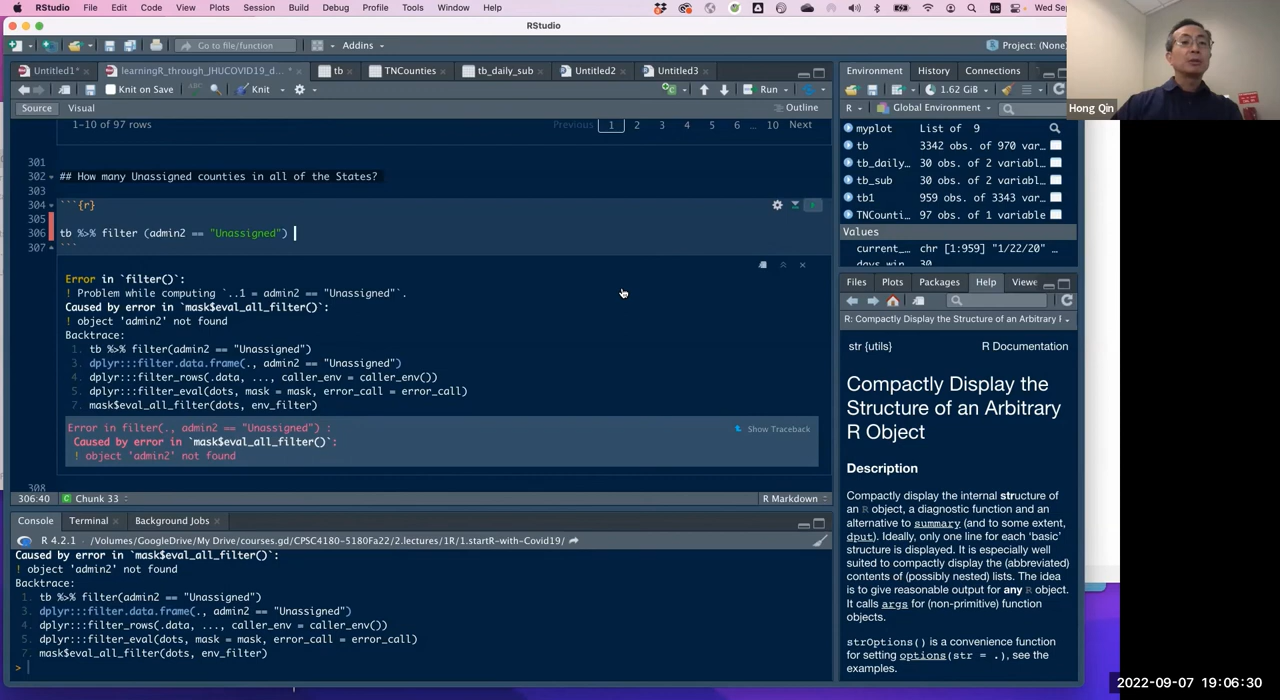 RStudio File Edit Code View Plots Session Build Debug Profile Tools Window Help
US
Wed Sep
RStudio
Go to file/function
Addins
Project: (None)
Untitled1*
learningR_through_JHUCOVID19_d...
tb
TNCounties
tb_daily_sub
Untitled2
Untitled3
Knit on Save
ABC
Knit
Run
Source
Visual
Outline
1-10 of 97 rows
Previous 1 2 3 4 5 6 ... 10 Next
301
302 ## How many Unassigned counties in all of the States?
303
304 ```{r}
305
306 tb %>% filter (admin2 == "Unassigned")
307 ```
Error in `filter()`:
! Problem while computing `..1 = admin2 == "Unassigned"`.
Caused by error in `mask$eval_all_filter()`:
! object 'admin2' not found
Backtrace:
1. tb %>% filter(admin2 == "Unassigned")
3. dplyr:::filter.data.frame(., admin2 == "Unassigned")
4. dplyr:::filter_rows(.data, ..., caller_env = caller_env())
5. dplyr:::filter_eval(dots, mask = mask, error_call = error_call)
7. mask$eval_all_filter(dots, env_filter)
Error in filter(., admin2 == "Unassigned") :
Caused by error in `mask$eval_all_filter()`:
! object 'admin2' not found
Show Traceback
308
306:40
Chunk 33
R Markdown
Console Terminal Background Jobs
R 4.2.1 · /Volumes/GoogleDrive/My Drive/courses.gd/CPSC4180-5180Fa22/2.lectures/1R/1.startR-with-Covid19/
Caused by error in `mask$eval_all_filter()`:
! object 'admin2' not found
Backtrace:
1. tb %>% filter(admin2 == "Unassigned")
3. dplyr:::filter.data.frame(., admin2 == "Unassigned")
4. dplyr:::filter_rows(.data, ..., caller_env = caller_env())
5. dplyr:::filter_eval(dots, mask = mask, error_call = error_call)
7. mask$eval_all_filter(dots, env_filter)
>
Environment History Connections
1.62 GiB
R
Global Environment
myplot List of 9
tb 3342 obs. of 970 var...
tb_daily... 30 obs. of 2 variabl...
tb_sub 30 obs. of 2 variabl...
tb1 959 obs. of 3343 var...
TNCounti... 97 obs. of 1 variable
Values
current_... chr [1:959] "1/22/20" ...
days_win 30
Files Plots Packages Help Viewe
R: Compactly Display the Structure of an Arbitrary
str {utils}
R Documentation
Compactly Display the
Structure of an Arbitrary
R Object
Description
Compactly display the internal structure of
an R object, a diagnostic function and an
alternative to summary (and to some extent,
dput). Ideally, only one line for each 'basic'
structure is displayed. It is especially well
suited to compactly display the (abbreviated)
contents of (possibly nested) lists. The idea
is to give reasonable output for any R object.
It calls args for (non-primitive) function
objects.
strOptions() is a convenience function
for setting options(str = .), see the
examples.
Hong Qin
2022-09-07 19:06:30